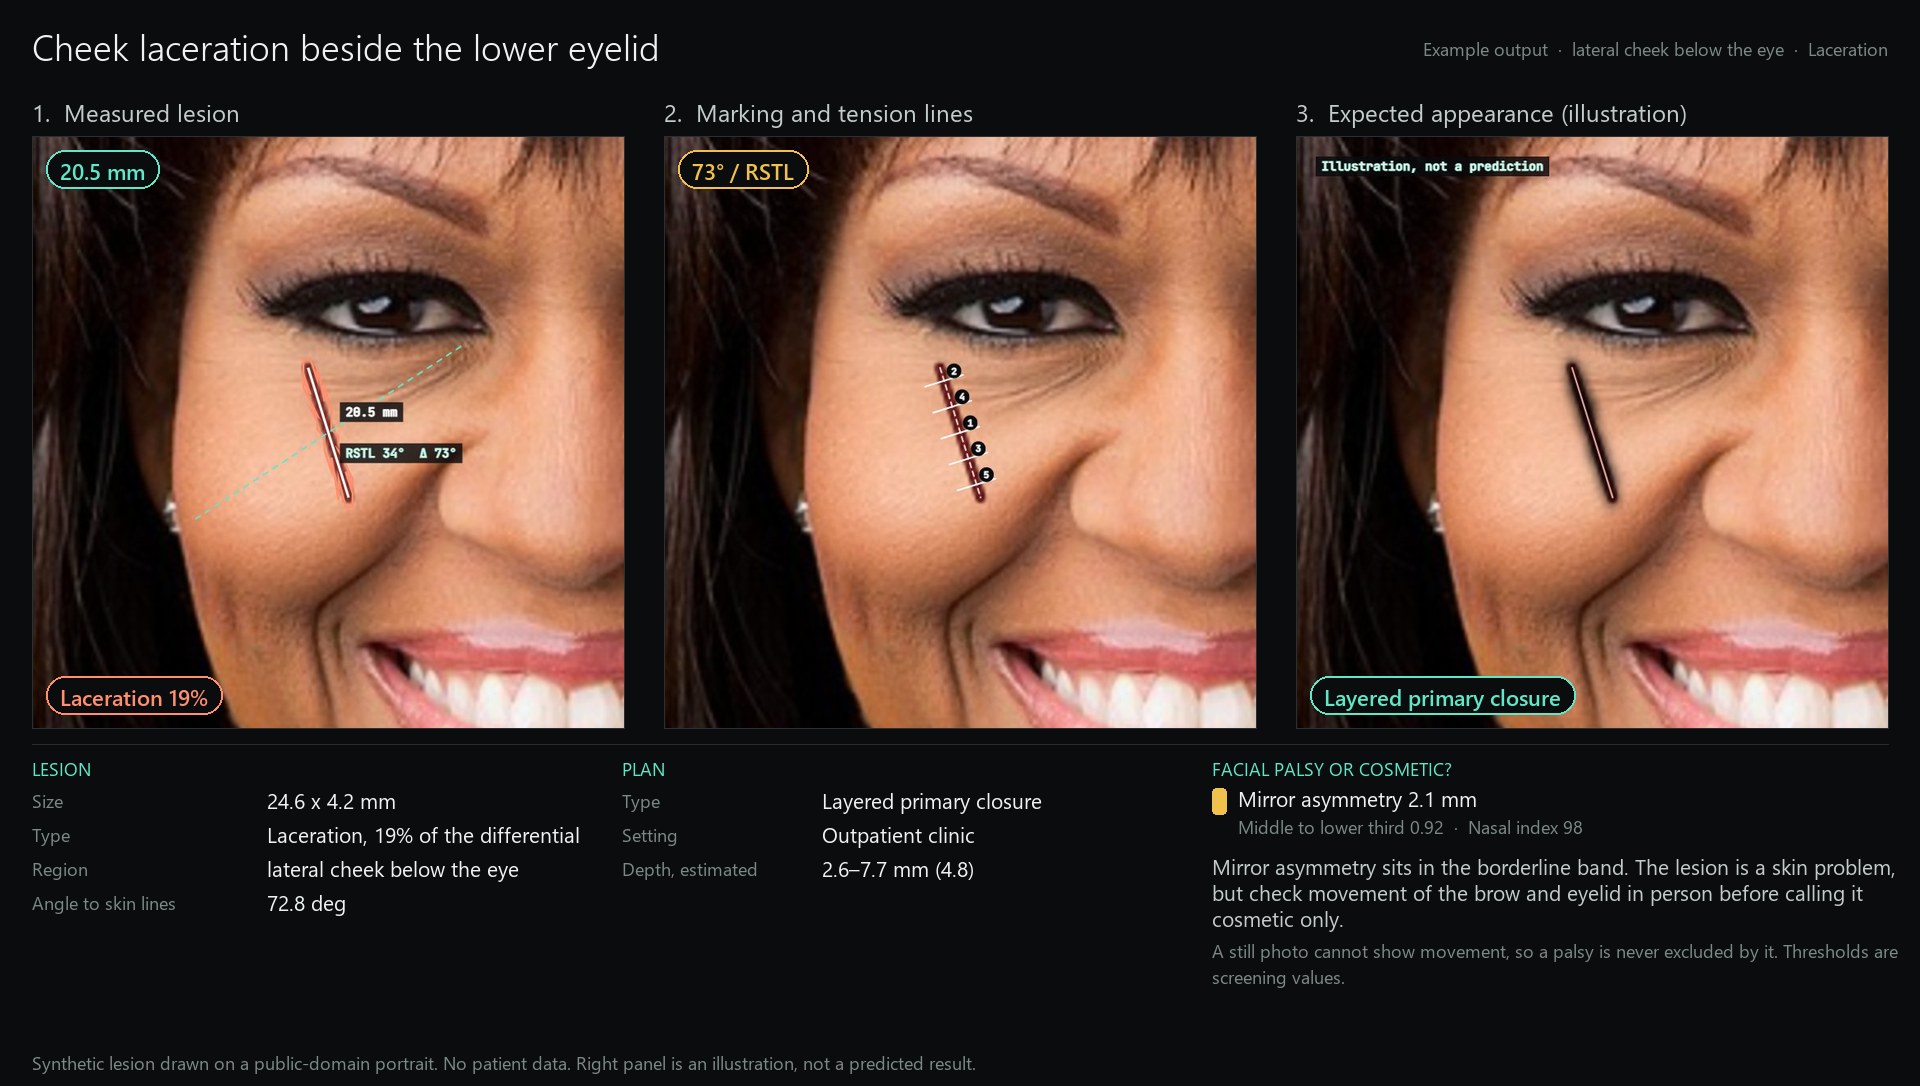 Cheek laceration beside the lower eyelid
Example output · lateral cheek below the eye · Laceration
1. Measured lesion
20.5 mm
20.5 mm
RSTL 34° Δ 73°
Laceration 19%
2. Marking and tension lines
73° / RSTL
2
4
1
3
5
3. Expected appearance (illustration)
Illustration, not a prediction
Layered primary closure
LESION
Size 24.6 x 4.2 mm
Type Laceration, 19% of the differential
Region lateral cheek below the eye
Angle to skin lines 72.8 deg
PLAN
Type Layered primary closure
Setting Outpatient clinic
Depth, estimated 2.6–7.7 mm (4.8)
FACIAL PALSY OR COSMETIC?
Mirror asymmetry 2.1 mm
Middle to lower third 0.92 · Nasal index 98
Mirror asymmetry sits in the borderline band. The lesion is a skin problem,
but check movement of the brow and eyelid in person before calling it
cosmetic only.
A still photo cannot show movement, so a palsy is never excluded by it. Thresholds are
screening values.
Synthetic lesion drawn on a public-domain portrait. No patient data. Right panel is an illustration, not a predicted result.